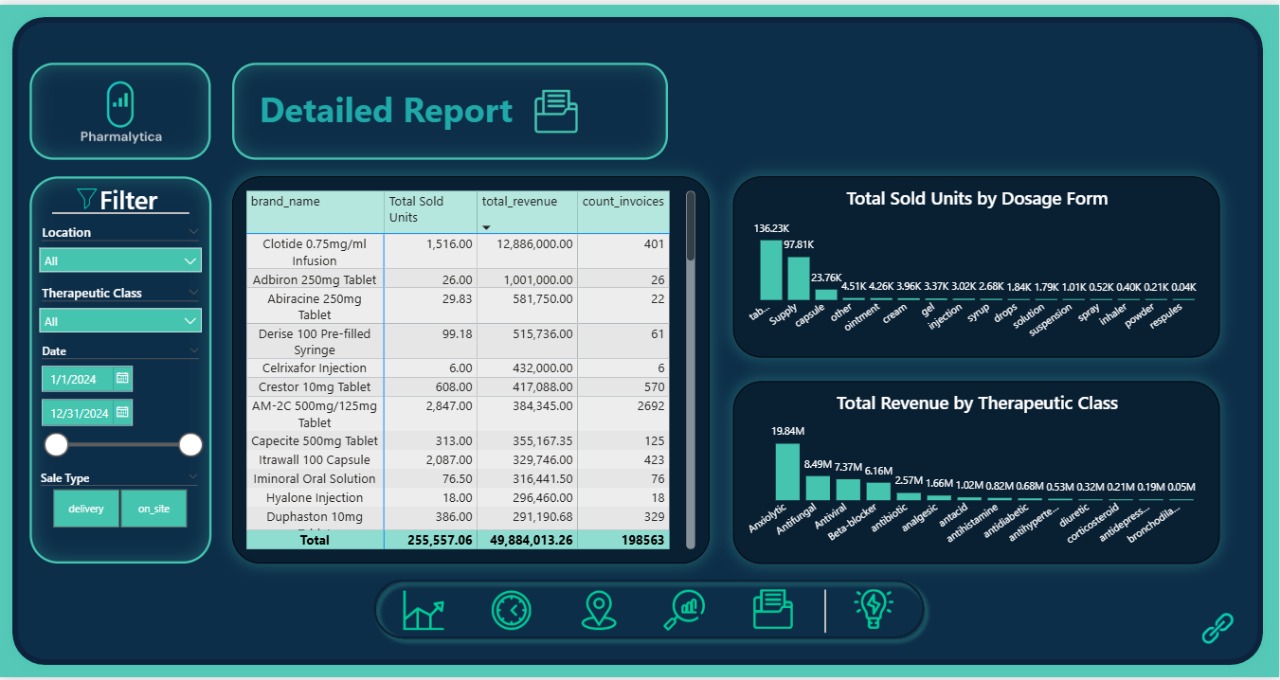 Pharmalytica
Detailed Report
Filter
Location
All
Therapeutic Class
All
Date
1/1/2024
12/31/2024
Sale Type
delivery on_site
brand_name Total Sold Units total_revenue count_invoices
Clotide 0.75mg/ml Infusion 1,516.00 12,886,000.00 401
Adbiron 250mg Tablet 26.00 1,001,000.00 26
Abiracine 250mg Tablet 29.83 581,750.00 22
Derise 100 Pre-filled Syringe 99.18 515,736.00 61
Celrixafor Injection 6.00 432,000.00 6
Crestor 10mg Tablet 608.00 417,088.00 570
AM-2C 500mg/125mg Tablet 2,847.00 384,345.00 2692
Capecite 500mg Tablet 313.00 355,167.35 125
Itrawall 100 Capsule 2,087.00 329,746.00 423
Iminoral Oral Solution 76.50 316,441.50 76
Hyalone Injection 18.00 296,460.00 18
Duphaston 10mg 386.00 291,190.68 329
Total 255,557.06 49,884,013.26 198563
Total Sold Units by Dosage Form
136.23K 97.81K 23.76K 4.51K 4.26K 3.96K 3.37K 3.02K 2.68K 1.84K 1.79K 1.01K 0.52K 0.40K 0.21K 0.04K
tab... Supply capsule other ointment cream gel injection syrup drops solution suspension spray inhaler powder respules
Total Revenue by Therapeutic Class
19.84M 8.49M 7.37M 6.16M 2.57M 1.66M 1.02M 0.82M 0.68M 0.53M 0.32M 0.21M 0.19M 0.05M
Anxiolytic Antifungal Antiviral Beta-blocker antibiotic analgesic antacid antihistamine antidiabetic antihyperte... diuretic corticosteroid antidepress... bronchodila...